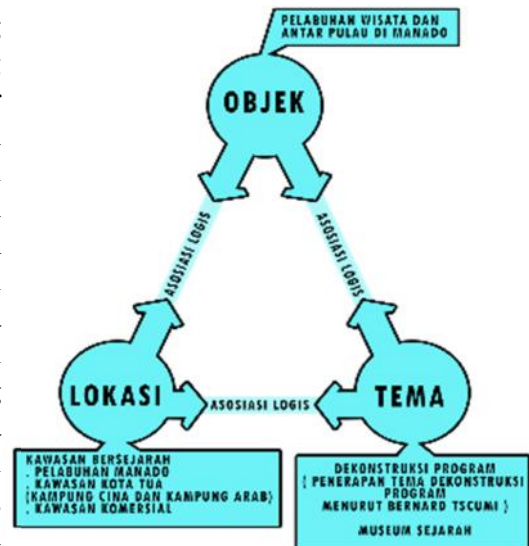 PELABUHAN WISATA DAN
ANTAR PULAU DI MANADO
OBJEK
ASOSIASI LOGIS
ASOSIASI LOGIS
LOKASI
ASOSIASI LOGIS
TEMA
KAWASAN BERSEJARAH
. PELABUHAN MANADO
. KAWASAN KOTA TUA
(KAMPUNG CINA DAN KAMPUNG ARAB)
. KAWASAN KOMERSIAL
DEKONSTRUKSI PROGRAM
( PENERAPAN TEMA DEKONSTRUKSI
PROGRAM
MENURUT BERNARD TSCUMI )
MUSEUM SEJARAH